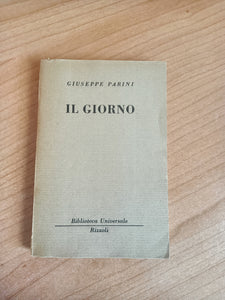 GIUSEPPE PARINI
IL GIORNO
Biblioteca Universale
Rizzoli